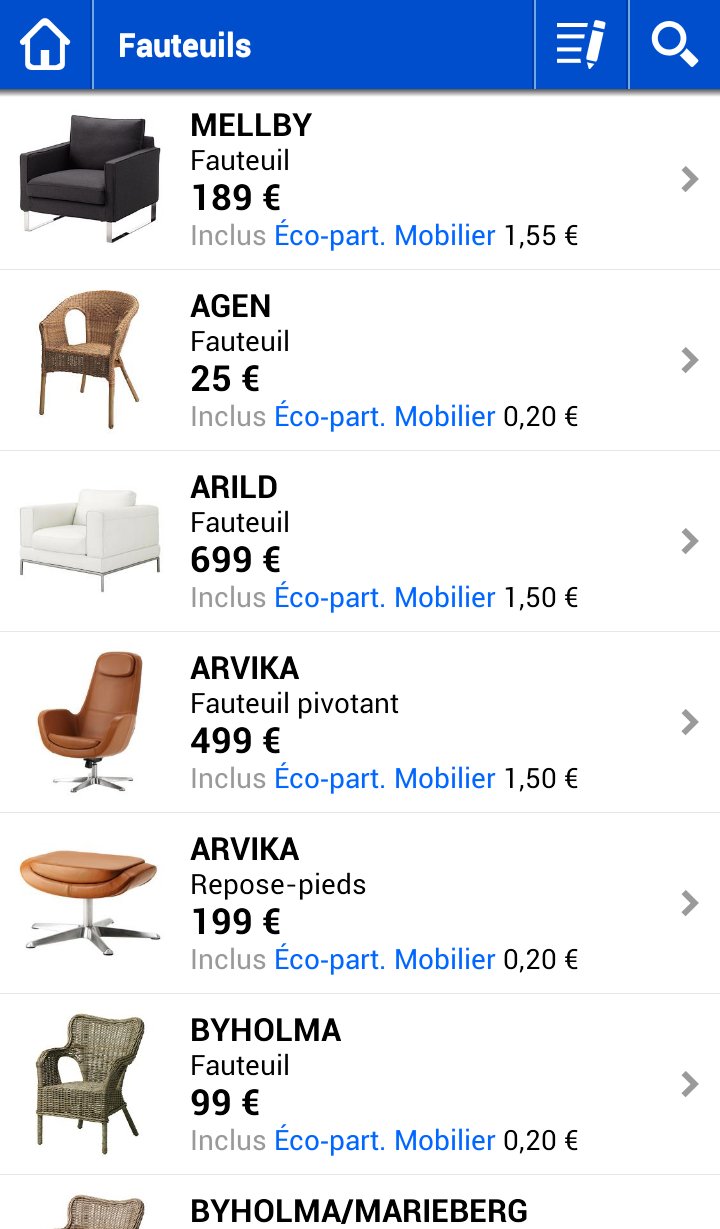 Fauteuils
MELLBY
Fauteuil
189 €
Inclus Éco-part. Mobilier 1,55 €
AGEN
Fauteuil
25 €
Inclus Éco-part. Mobilier 0,20 €
ARILD
Fauteuil
699 €
Inclus Éco-part. Mobilier 1,50 €
ARVIKA
Fauteuil pivotant
499 €
Inclus Éco-part. Mobilier 1,50 €
ARVIKA
Repose-pieds
199 €
Inclus Éco-part. Mobilier 0,20 €
BYHOLMA
Fauteuil
99 €
Inclus Éco-part. Mobilier 0,20 €
BYHOLMA/MARIEBERG